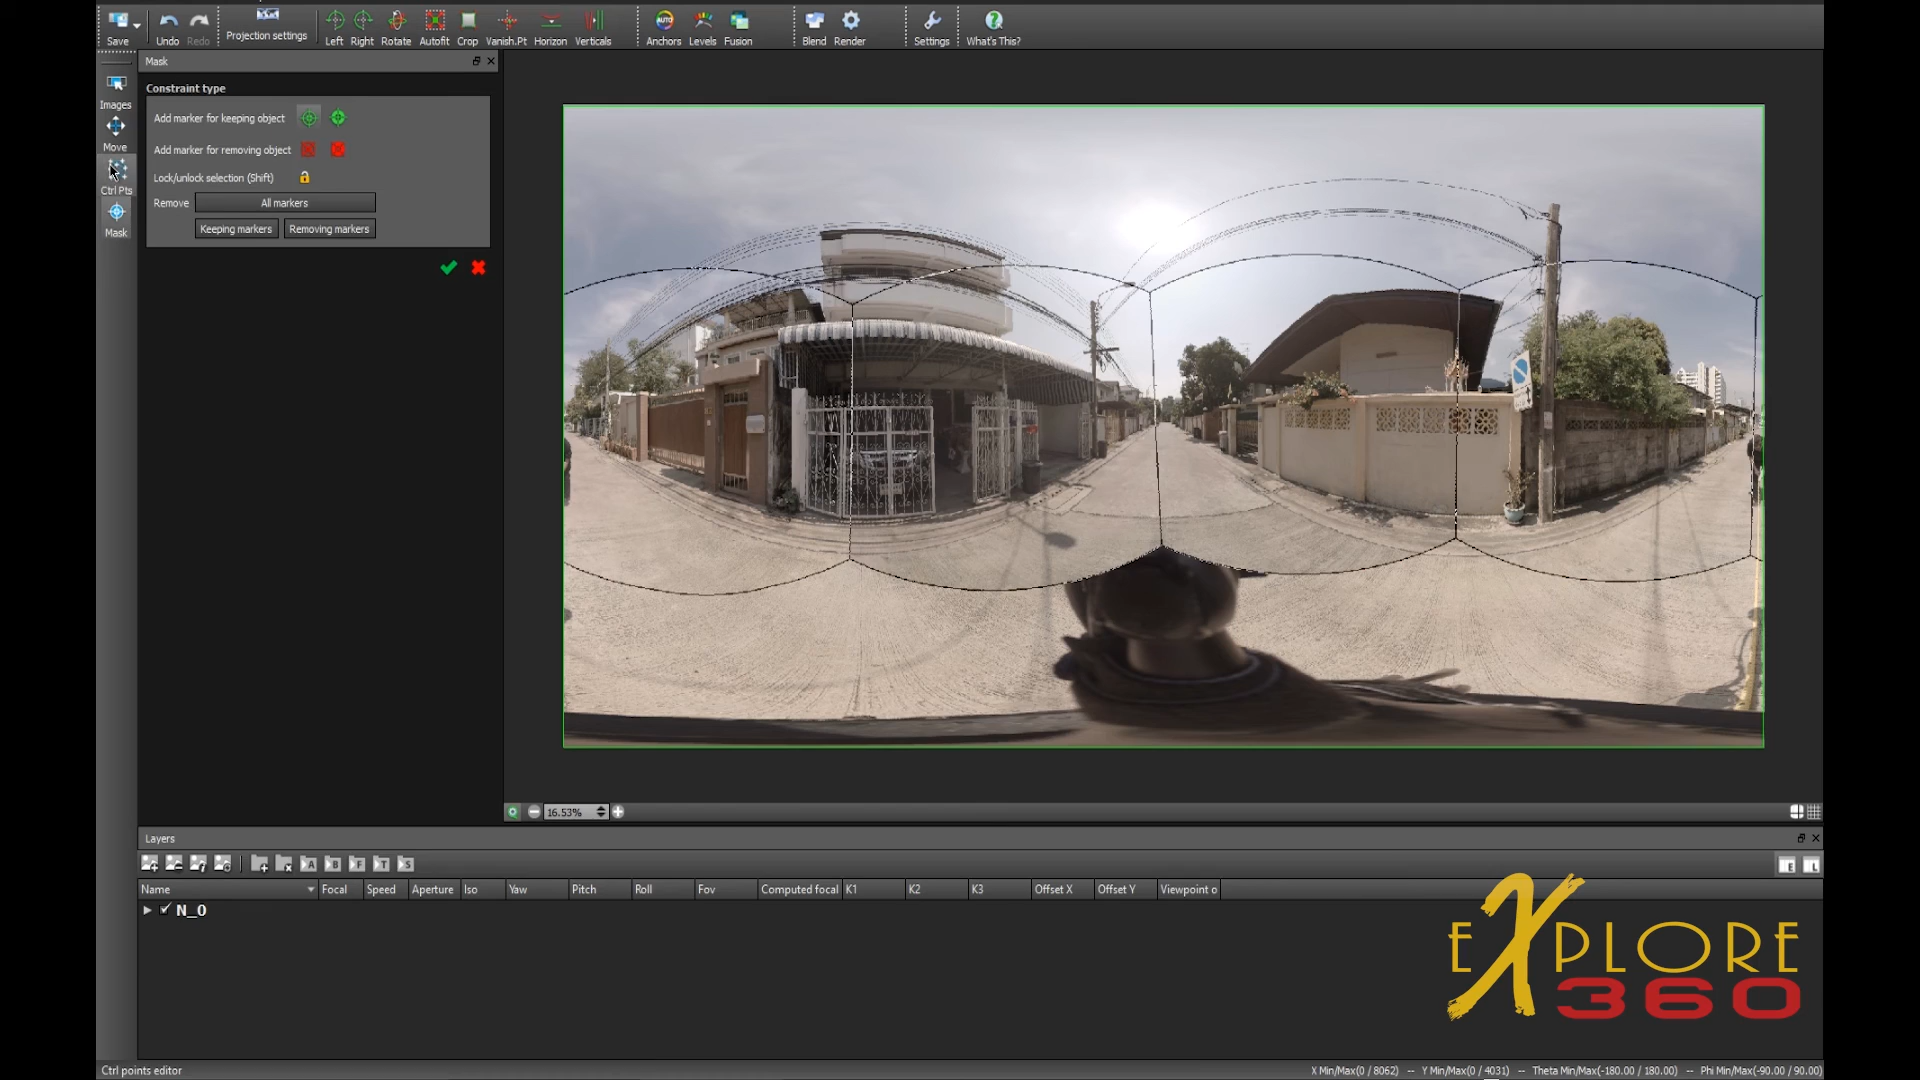 Save Undo Redo Projection settings Left Right Rotate Autofit Crop Vanish.Pt Horizon Verticals Anchors Levels Fusion Blend Render Settings What's This?
Mask
Images
Move
Ctrl Pts
Mask
Constraint type
Add marker for keeping object
Add marker for removing object
Lock/unlock selection (Shift)
Remove All markers
Keeping markers Removing markers
16.53%
Layers
A B F T S E L
Name Focal Speed Aperture Iso Yaw Pitch Roll Fov Computed focal K1 K2 K3 Offset X Offset Y Viewpoint o
N_0
EXPLORE
360
Ctrl points editor X Min/Max(0 / 8062) -- Y Min/Max(0 / 4031) -- Theta Min/Max(-180.00 / 180.00) -- Phi Min/Max(-90.00 / 90.00)